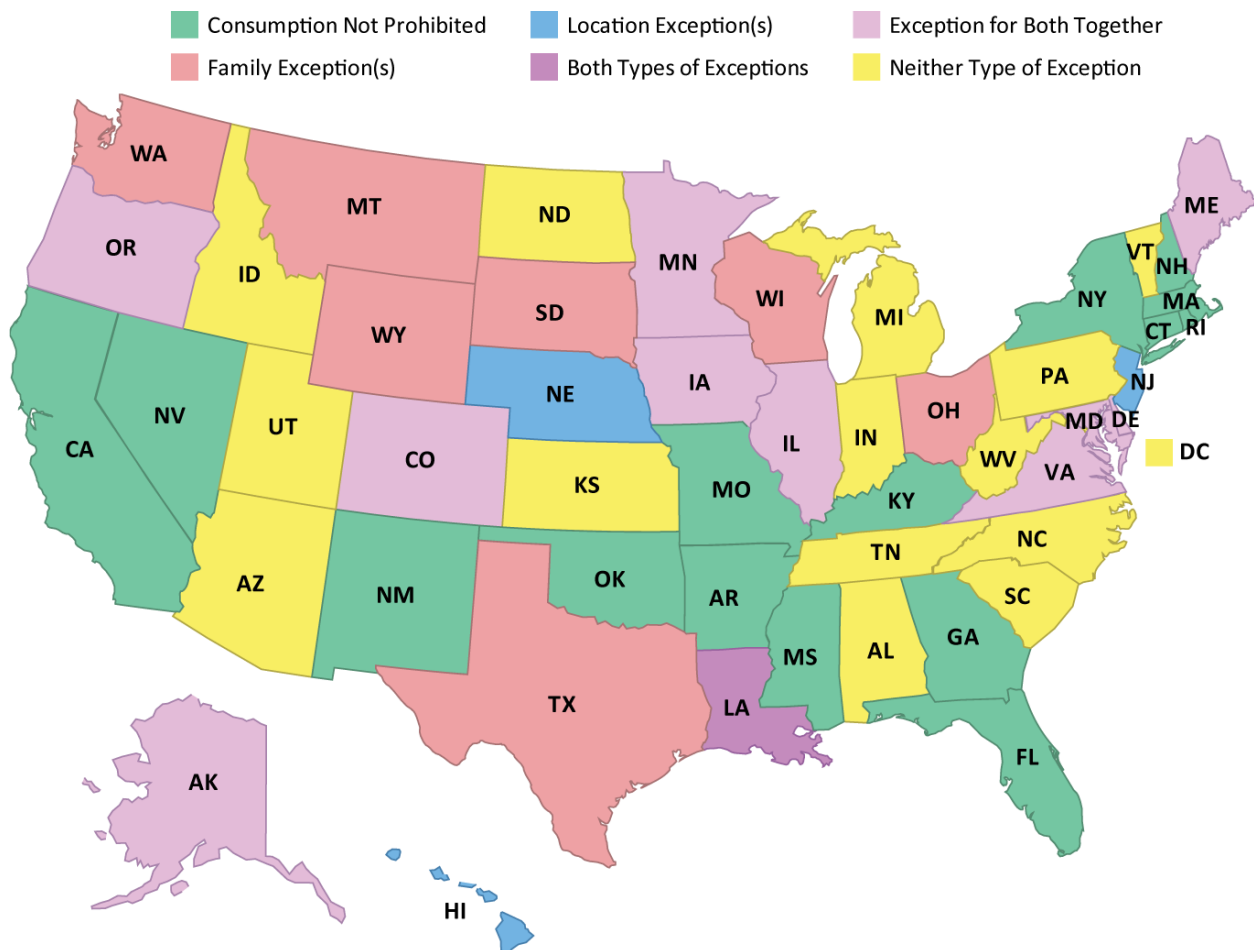 Consumption Not Prohibited
Location Exception(s)
Exception for Both Together
Family Exception(s)
Both Types of Exceptions
Neither Type of Exception
WA
MT
ND
MN
ME
OR
ID
SD
WI
MI
VT
NH
NY
MA
CT
RI
WY
NE
IA
PA
NJ
NV
UT
CO
KS
IL
IN
OH
MD
DE
DC
CA
MO
KY
WV
VA
AZ
NM
OK
AR
TN
NC
SC
TX
LA
MS
AL
GA
FL
AK
HI